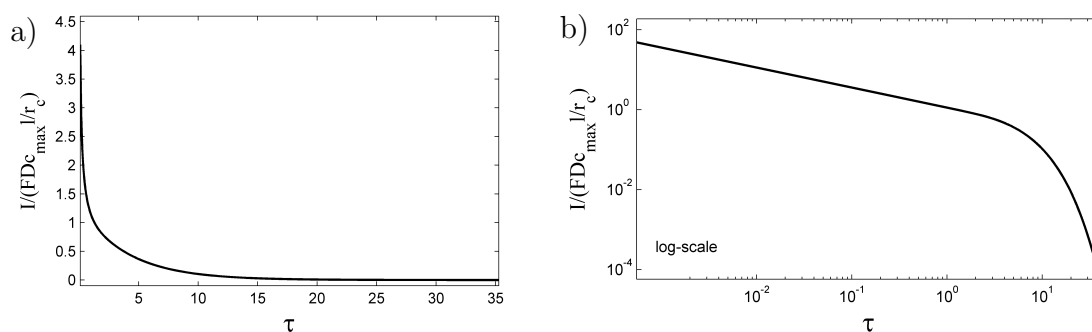 a)
I/(FDc_max l/r_c)
4.5
4
3.5
3
2.5
2
1.5
1
0.5
0
5 10 15 20 25 30 35
τ
b)
I/(FDc_max l/r_c)
10^2
10^0
10^-2
10^-4
log-scale
10^-2 10^-1 10^0 10^1
τ